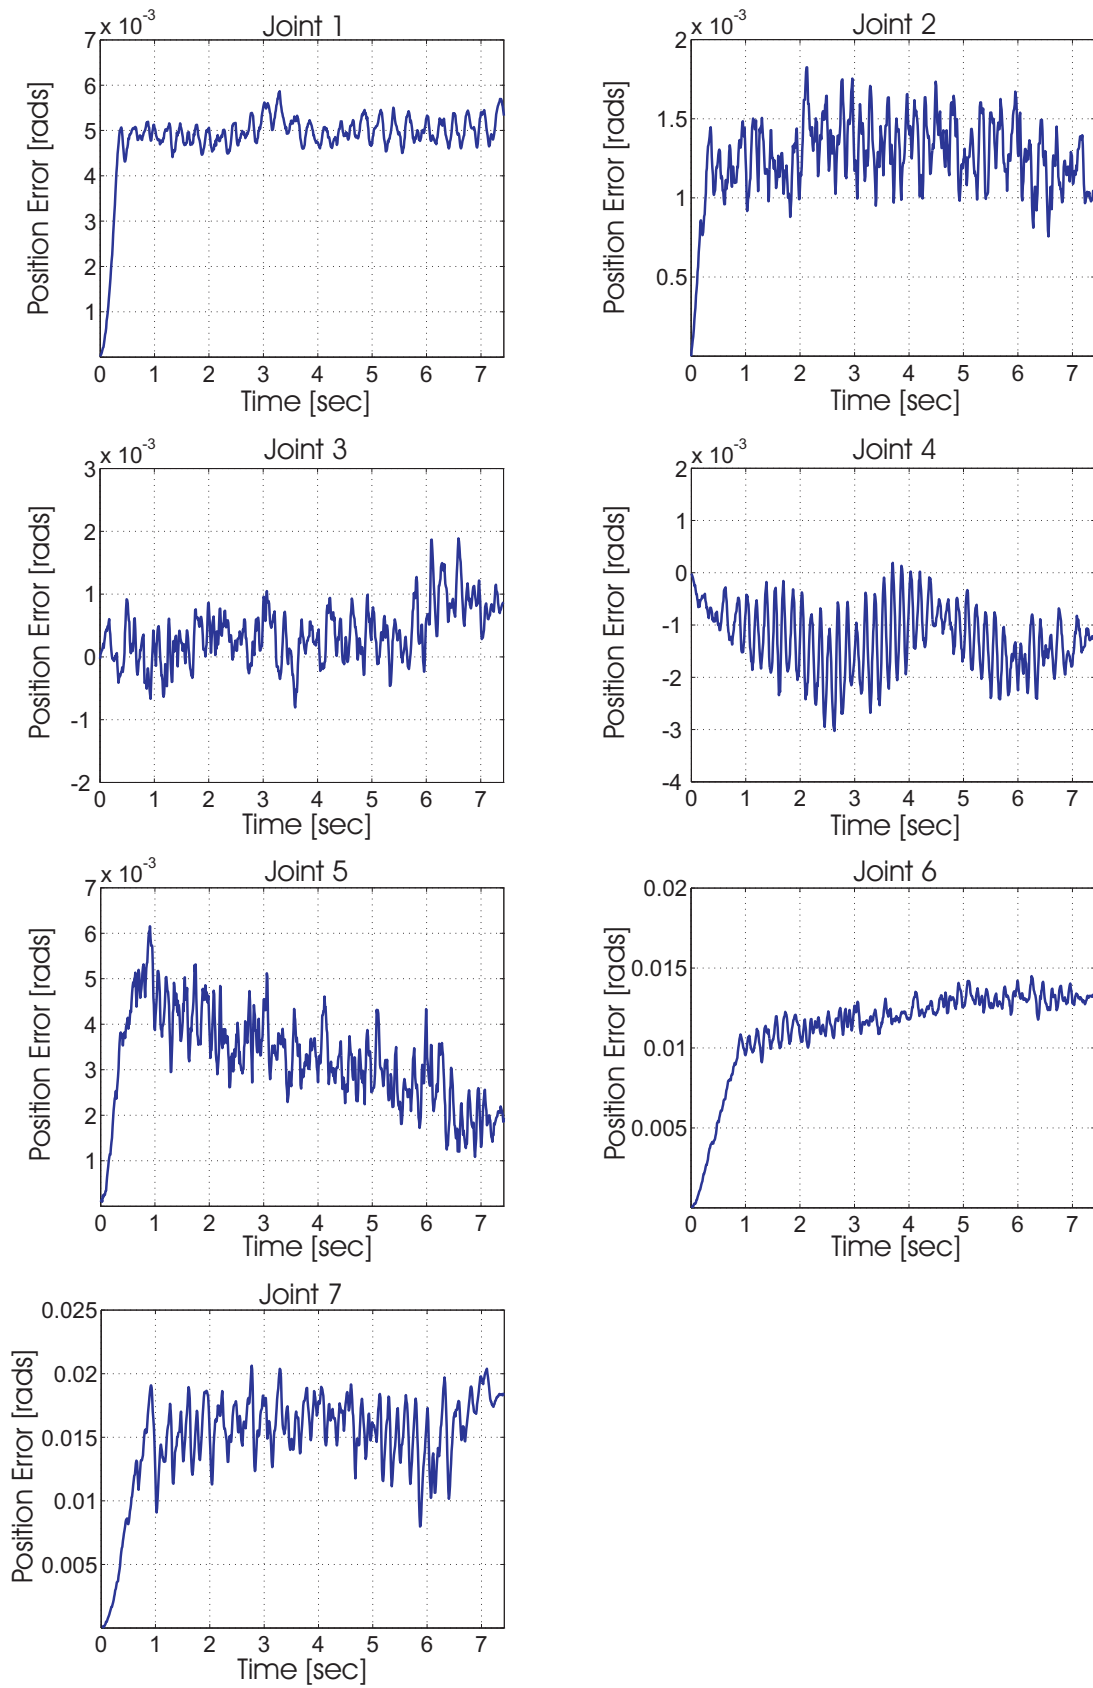 x 10-3
Joint 1
7
6
5
4
3
2
1
0 1 2 3 4 5 6 7
Position Error [rads]
Time [sec]
x 10-3
Joint 2
2
1.5
1
0.5
0 1 2 3 4 5 6 7
Position Error [rads]
Time [sec]
x 10-3
Joint 3
3
2
1
0
-1
-2
0 1 2 3 4 5 6 7
Position Error [rads]
Time [sec]
x 10-3
Joint 4
2
1
0
-1
-2
-3
-4
0 1 2 3 4 5 6 7
Position Error [rads]
Time [sec]
x 10-3
Joint 5
7
6
5
4
3
2
1
0 1 2 3 4 5 6 7
Position Error [rads]
Time [sec]
Joint 6
0.02
0.015
0.01
0.005
0 1 2 3 4 5 6 7
Position Error [rads]
Time [sec]
Joint 7
0.025
0.02
0.015
0.01
0.005
0 1 2 3 4 5 6 7
Position Error [rads]
Time [sec]